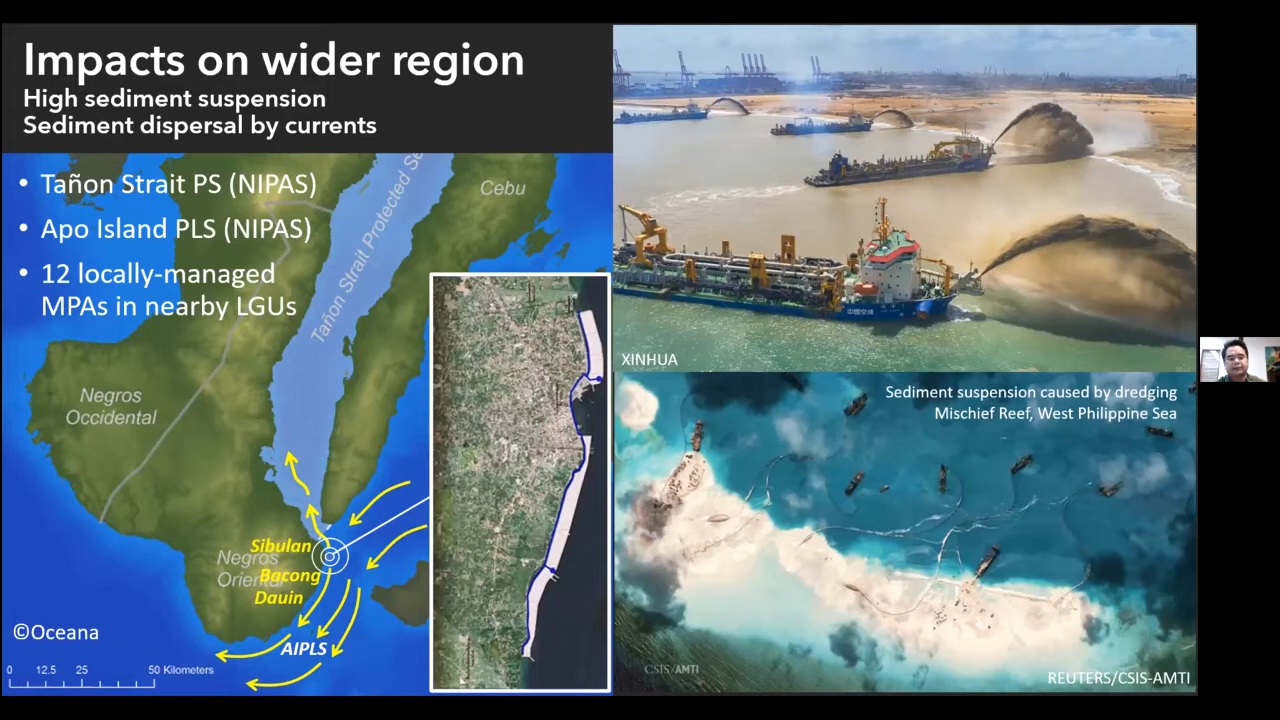 Impacts on wider region
High sediment suspension
Sediment dispersal by currents
• Tañon Strait PS (NIPAS)
• Apo Island PLS (NIPAS)
• 12 locally-managed
MPAs in nearby LGUs
Cebu
Tañon Strait Protected Se
Negros
Occidental
Sibulan
Negros
Oriental
Bacong
Dauin
AIPLS
©Oceana
0 12.5 25 50 Kilometers
XINHUA
Sediment suspension caused by dredging
Mischief Reef, West Philippine Sea
CSIS/AMTI
REUTERS/CSIS-AMTI